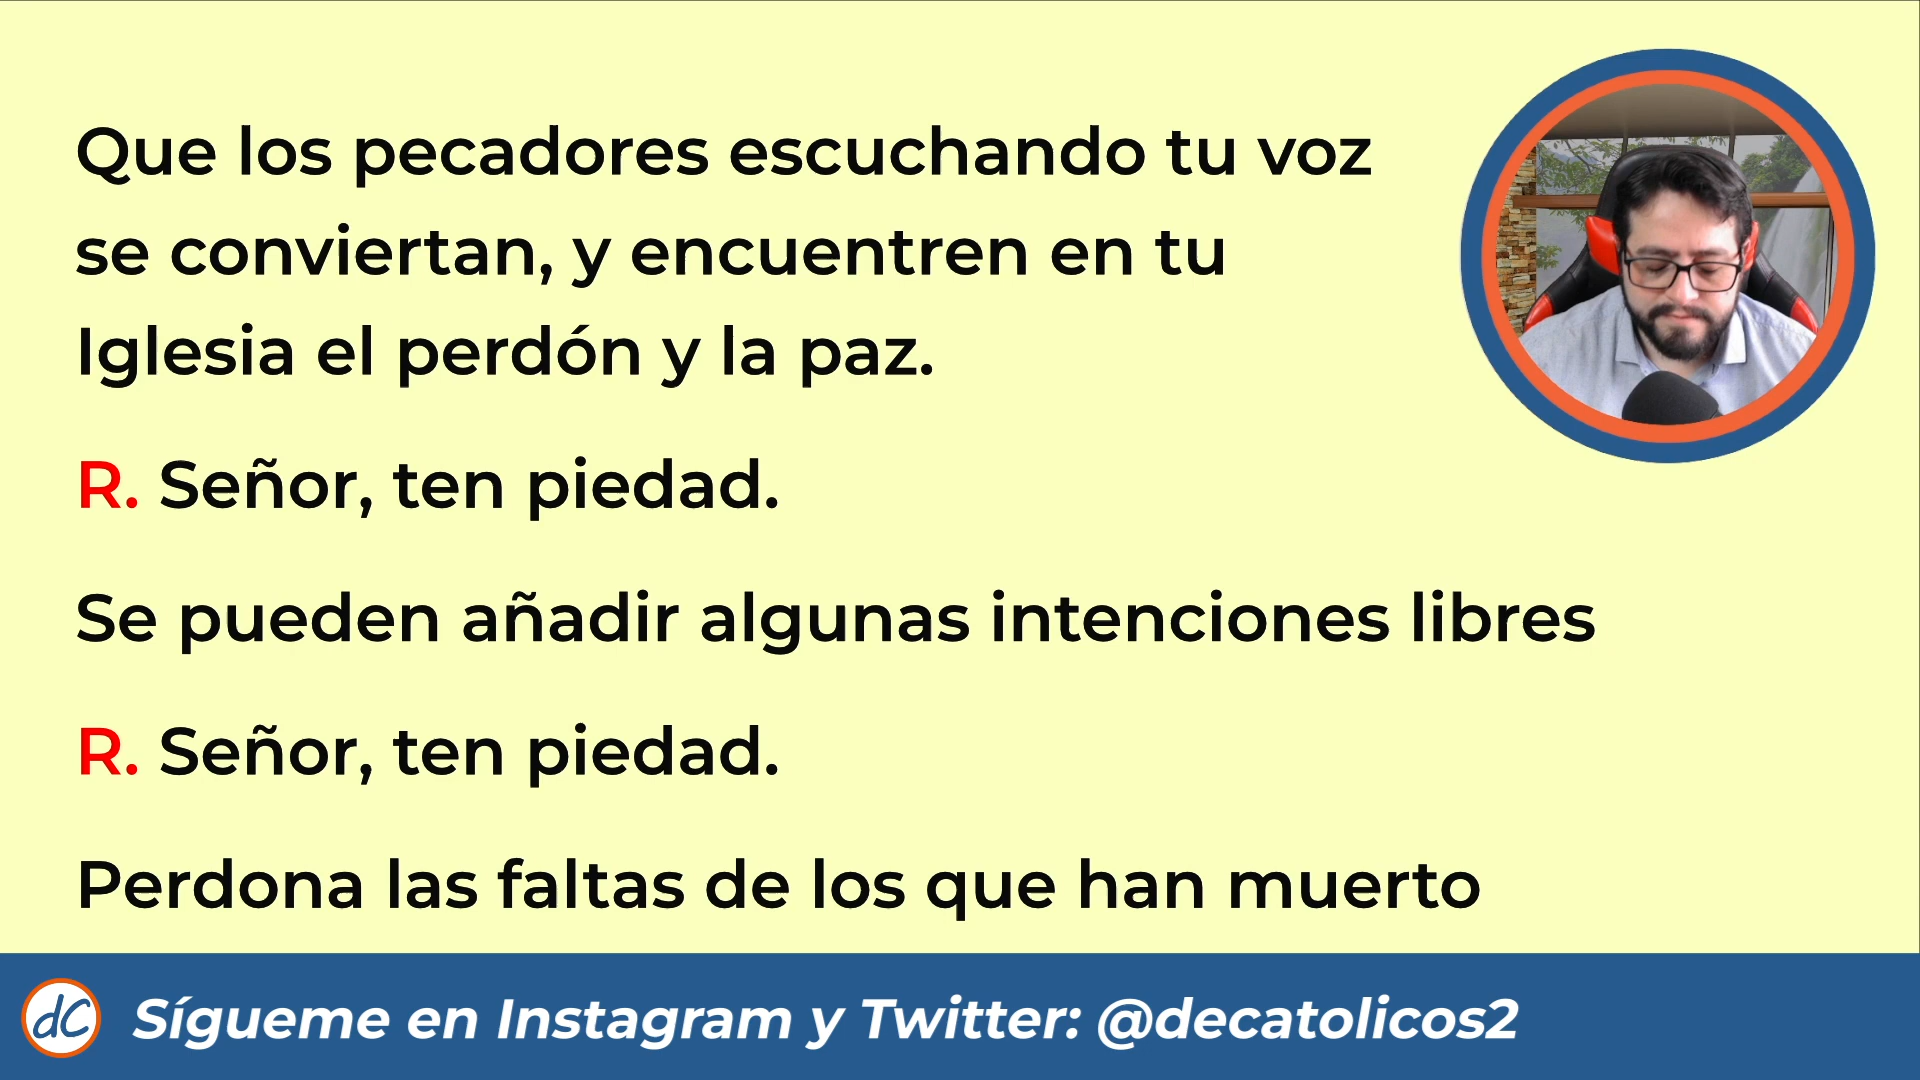 Que los pecadores escuchando tu voz
se conviertan, y encuentren en tu
Iglesia el perdón y la paz.
R. Señor, ten piedad.
Se pueden añadir algunas intenciones libres
R. Señor, ten piedad.
Perdona las faltas de los que han muerto
dC Sígueme en Instagram y Twitter: @decatolicos2